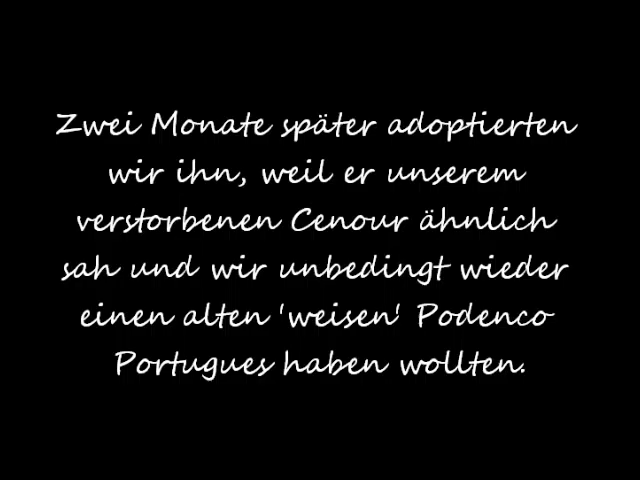 Zwei Monate später adoptierten
wir ihn, weil er unserem
verstorbenen Cenour ähnlich
sah und wir unbedingt wieder
einen alten 'weisen' Podenco
Portugues haben wollten.